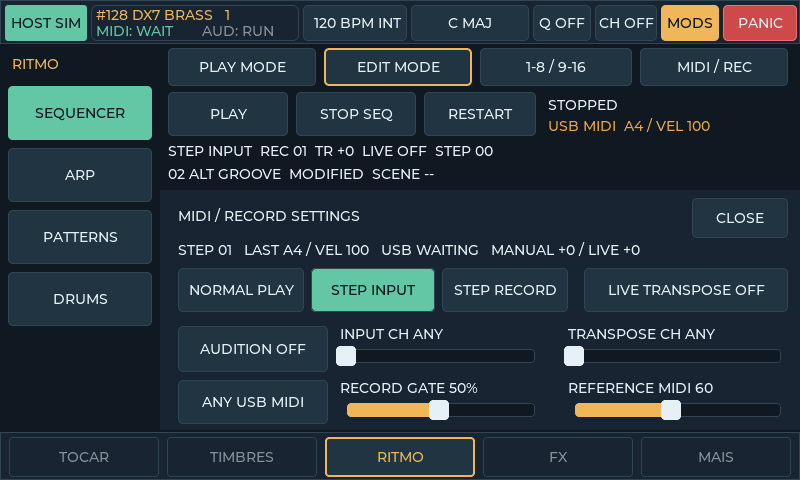 HOST SIM
#128 DX7 BRASS 1
MIDI: WAIT AUD: RUN
120 BPM INT
C MAJ
Q OFF
CH OFF
MODS
PANIC
RITMO
PLAY MODE
EDIT MODE
1-8 / 9-16
MIDI / REC
SEQUENCER
PLAY
STOP SEQ
RESTART
STOPPED
USB MIDI A4 / VEL 100
STEP INPUT REC 01 TR +0 LIVE OFF STEP 00
ARP
02 ALT GROOVE MODIFIED SCENE --
PATTERNS
MIDI / RECORD SETTINGS
CLOSE
STEP 01 LAST A4 / VEL 100 USB WAITING MANUAL +0 / LIVE +0
DRUMS
NORMAL PLAY
STEP INPUT
STEP RECORD
LIVE TRANSPOSE OFF
AUDITION OFF
INPUT CH ANY
TRANSPOSE CH ANY
ANY USB MIDI
RECORD GATE 50%
REFERENCE MIDI 60
TOCAR
TIMBRES
RITMO
FX
MAIS